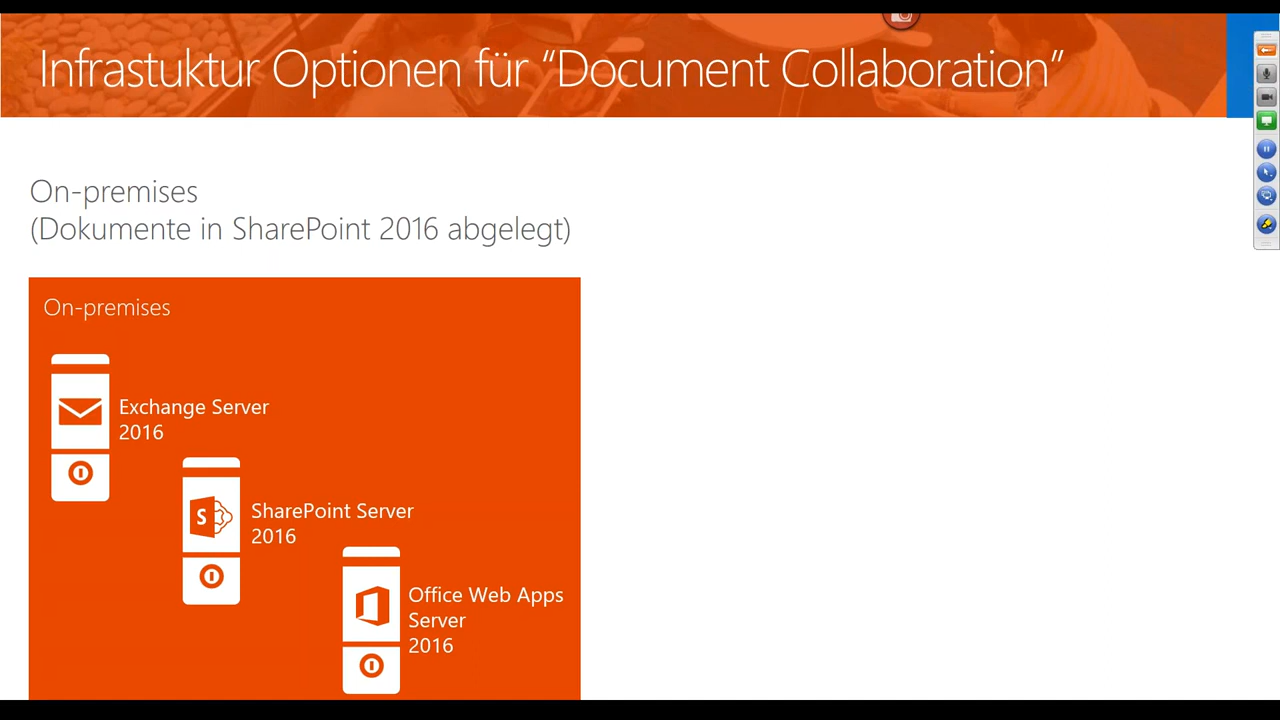 Infrastuktur Optionen für “Document Collaboration”
On-premises
(Dokumente in SharePoint 2016 abgelegt)
On-premises
Exchange Server
2016
S
SharePoint Server
2016
Office Web Apps
Server
2016